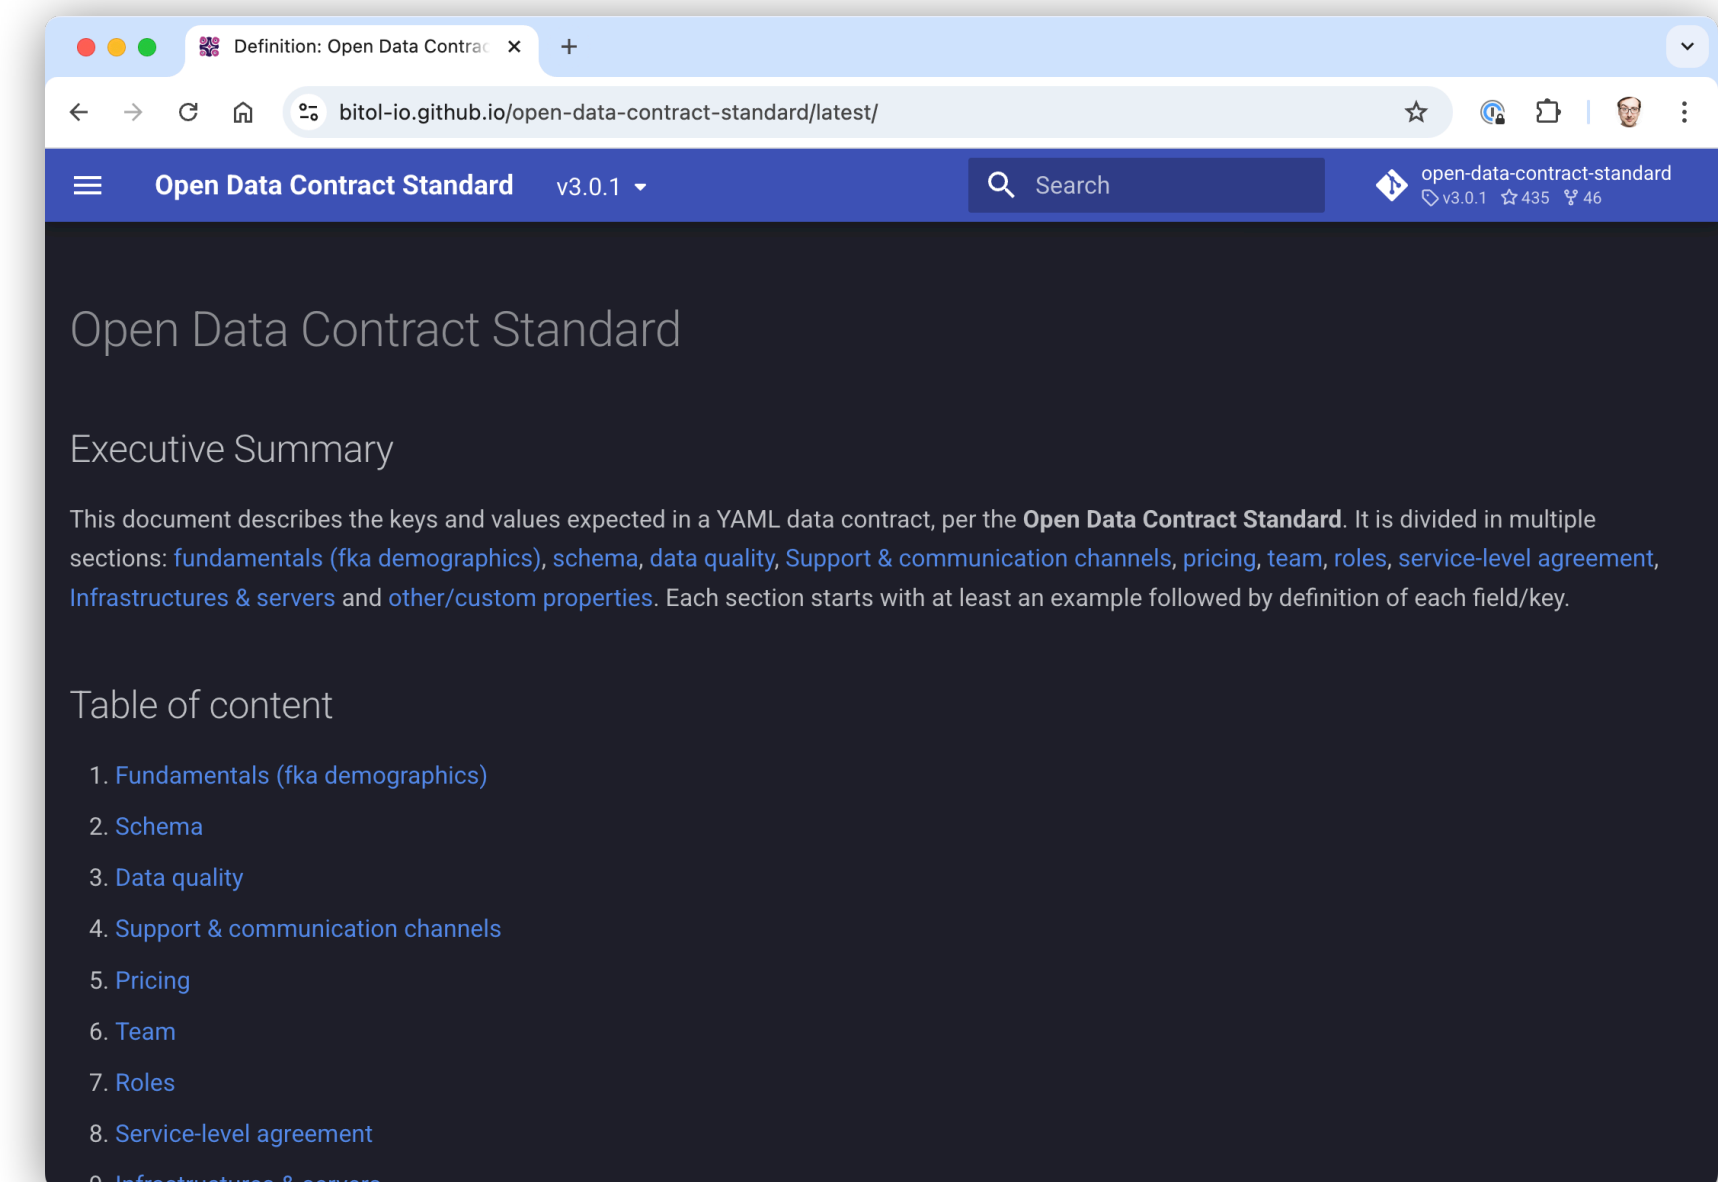 Definition: Open Data Contrac
bitol-io.github.io/open-data-contract-standard/latest/
Open Data Contract Standard
v3.0.1
Search
open-data-contract-standard
v3.0.1 435 46
Open Data Contract Standard
Executive Summary
This document describes the keys and values expected in a YAML data contract, per the Open Data Contract Standard. It is divided in multiple
sections: fundamentals (fka demographics), schema, data quality, Support & communication channels, pricing, team, roles, service-level agreement,
Infrastructures & servers and other/custom properties. Each section starts with at least an example followed by definition of each field/key.
Table of content
1. Fundamentals (fka demographics)
2. Schema
3. Data quality
4. Support & communication channels
5. Pricing
6. Team
7. Roles
8. Service-level agreement
9. Infrastructures & servers